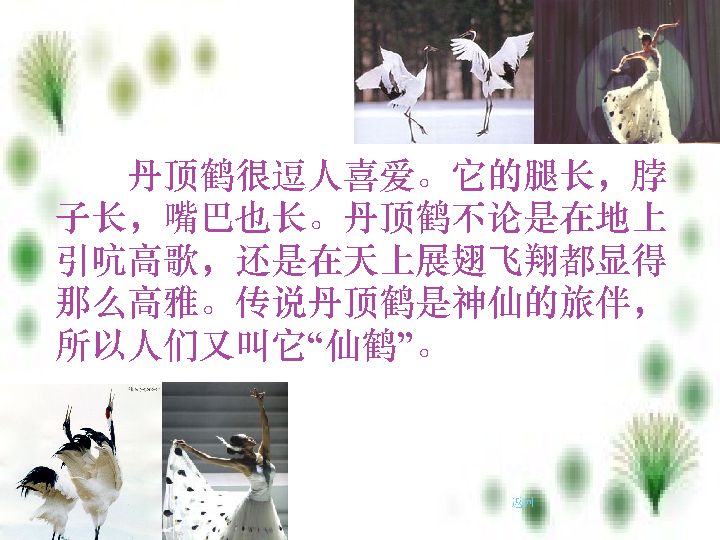 丹顶鹤很逗人喜爱。它的腿长，脖
子长，嘴巴也长。丹顶鹤不论是在地上
引吭高歌，还是在天上展翅飞翔都显得
那么高雅。传说丹顶鹤是神仙的旅伴，
所以人们又叫它“仙鹤”。
返回